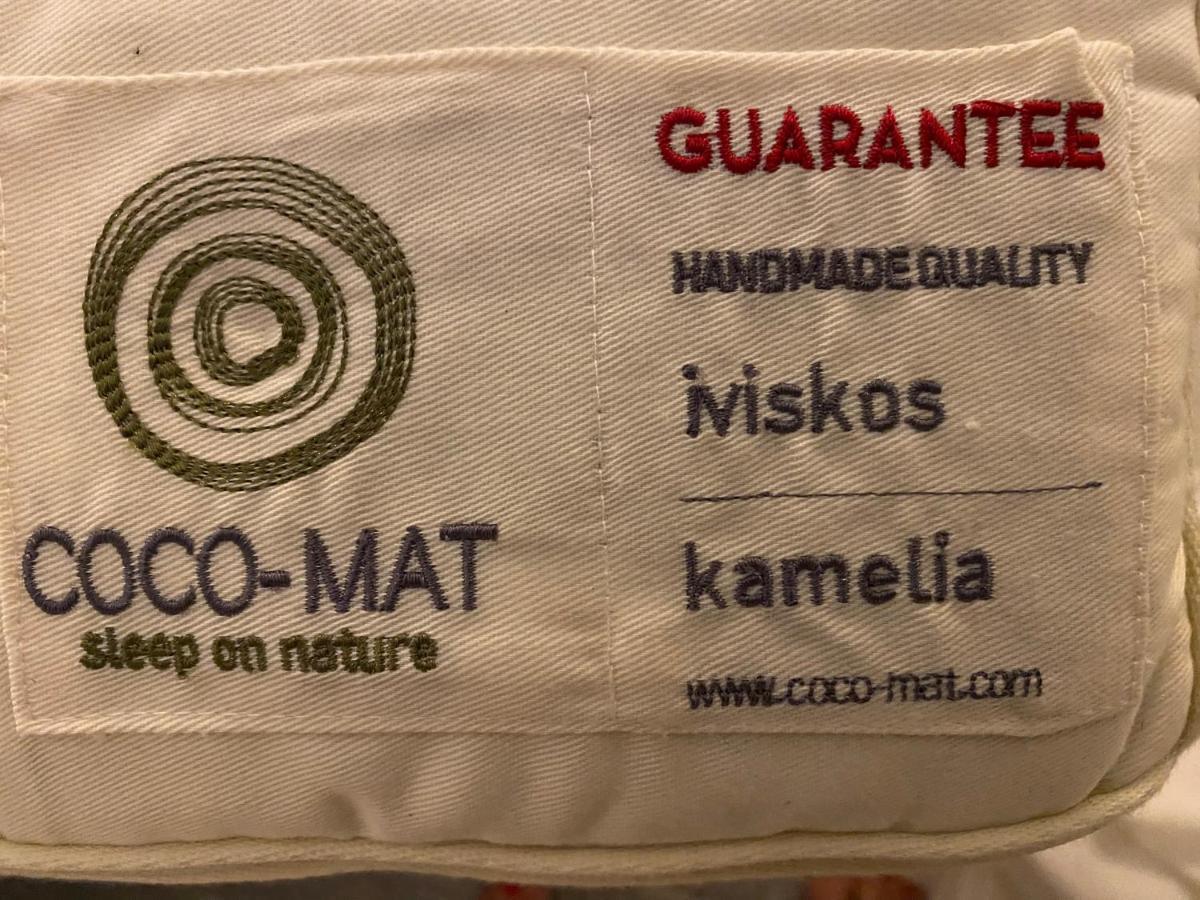 COCO-MAT
sleep on nature
GUARANTEE
HANDMADE QUALITY
iviskos
kamelia
www.coco-mat.com